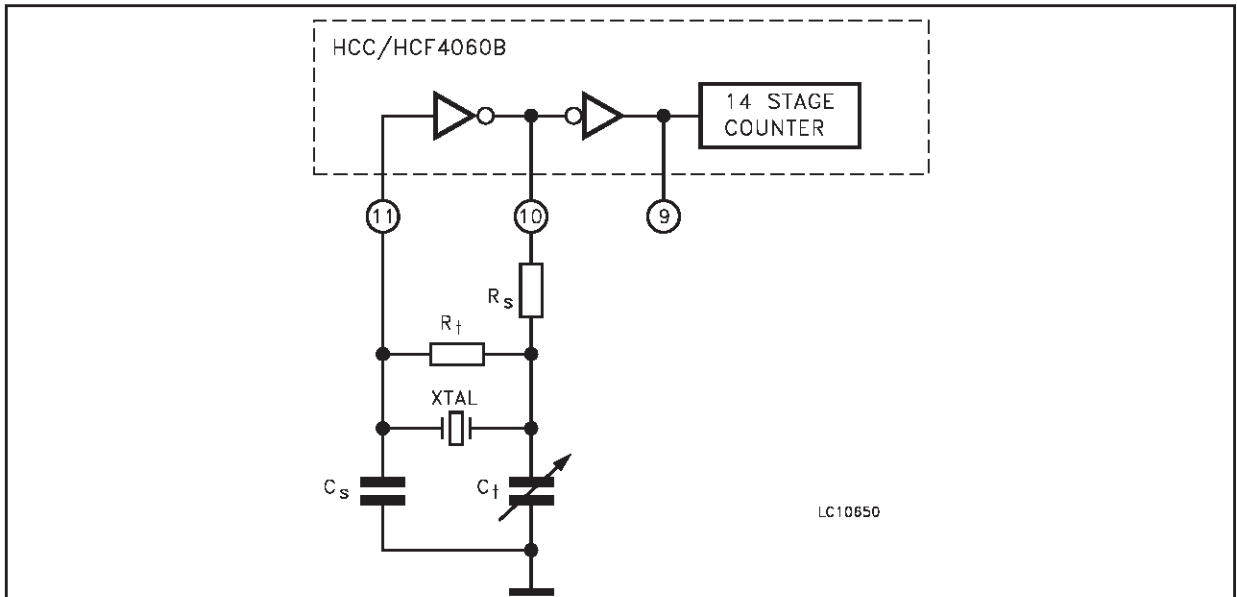 HCC/HCF4060B
14 STAGE
COUNTER
11
10
9
Rs
Rt
XTAL
Cs
Ct
LC10650